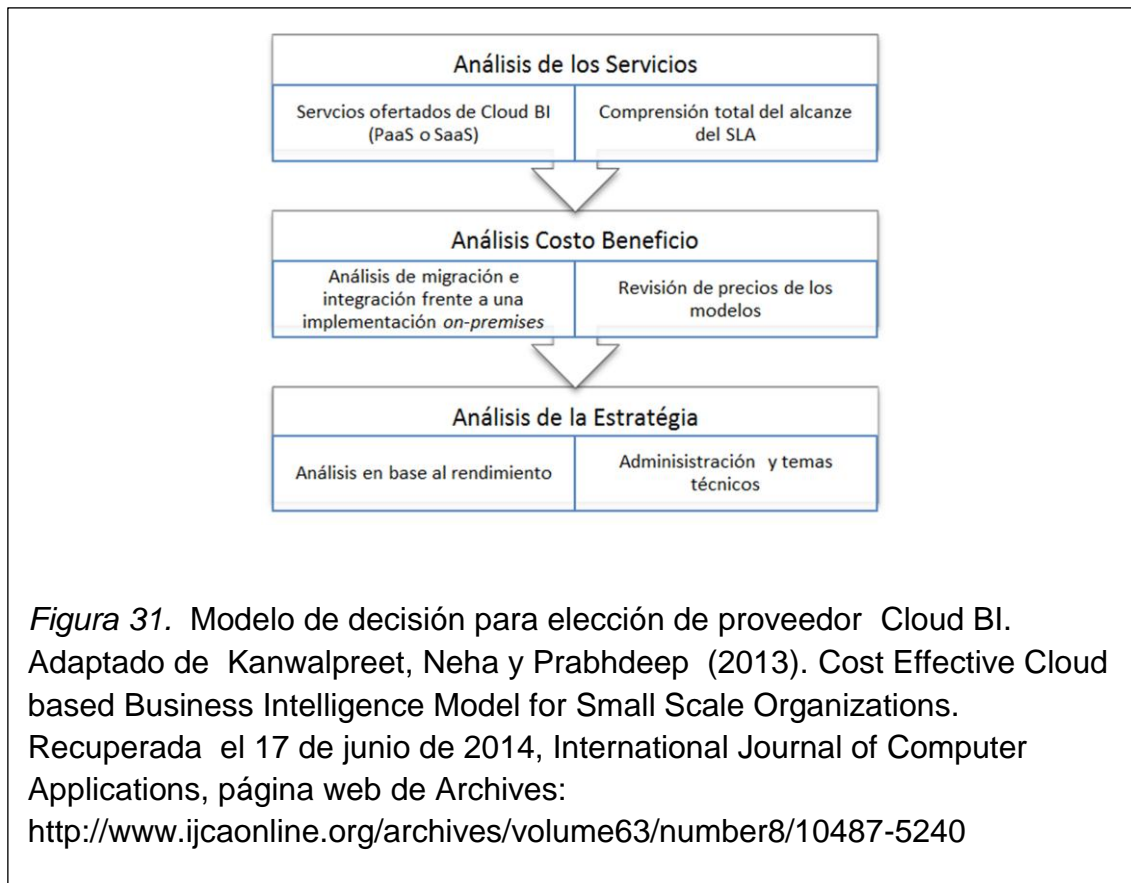 Análisis de los Servicios
Servcios ofertados de Cloud BI
(PaaS o SaaS)
Comprensión total del alcanze
del SLA
Análisis Costo Beneficio
Análisis de migración e
integración frente a una
implementación on-premises
Revisión de precios de los
modelos
Análisis de la Estratégia
Análisis en base al rendimiento
Adminisistración y temas
técnicos
Figura 31. Modelo de decisión para elección de proveedor Cloud BI.
Adaptado de Kanwalpreet, Neha y Prabhdeep (2013). Cost Effective Cloud
based Business Intelligence Model for Small Scale Organizations.
Recuperada el 17 de junio de 2014, International Journal of Computer
Applications, página web de Archives:
http://www.ijcaonline.org/archives/volume63/number8/10487-5240